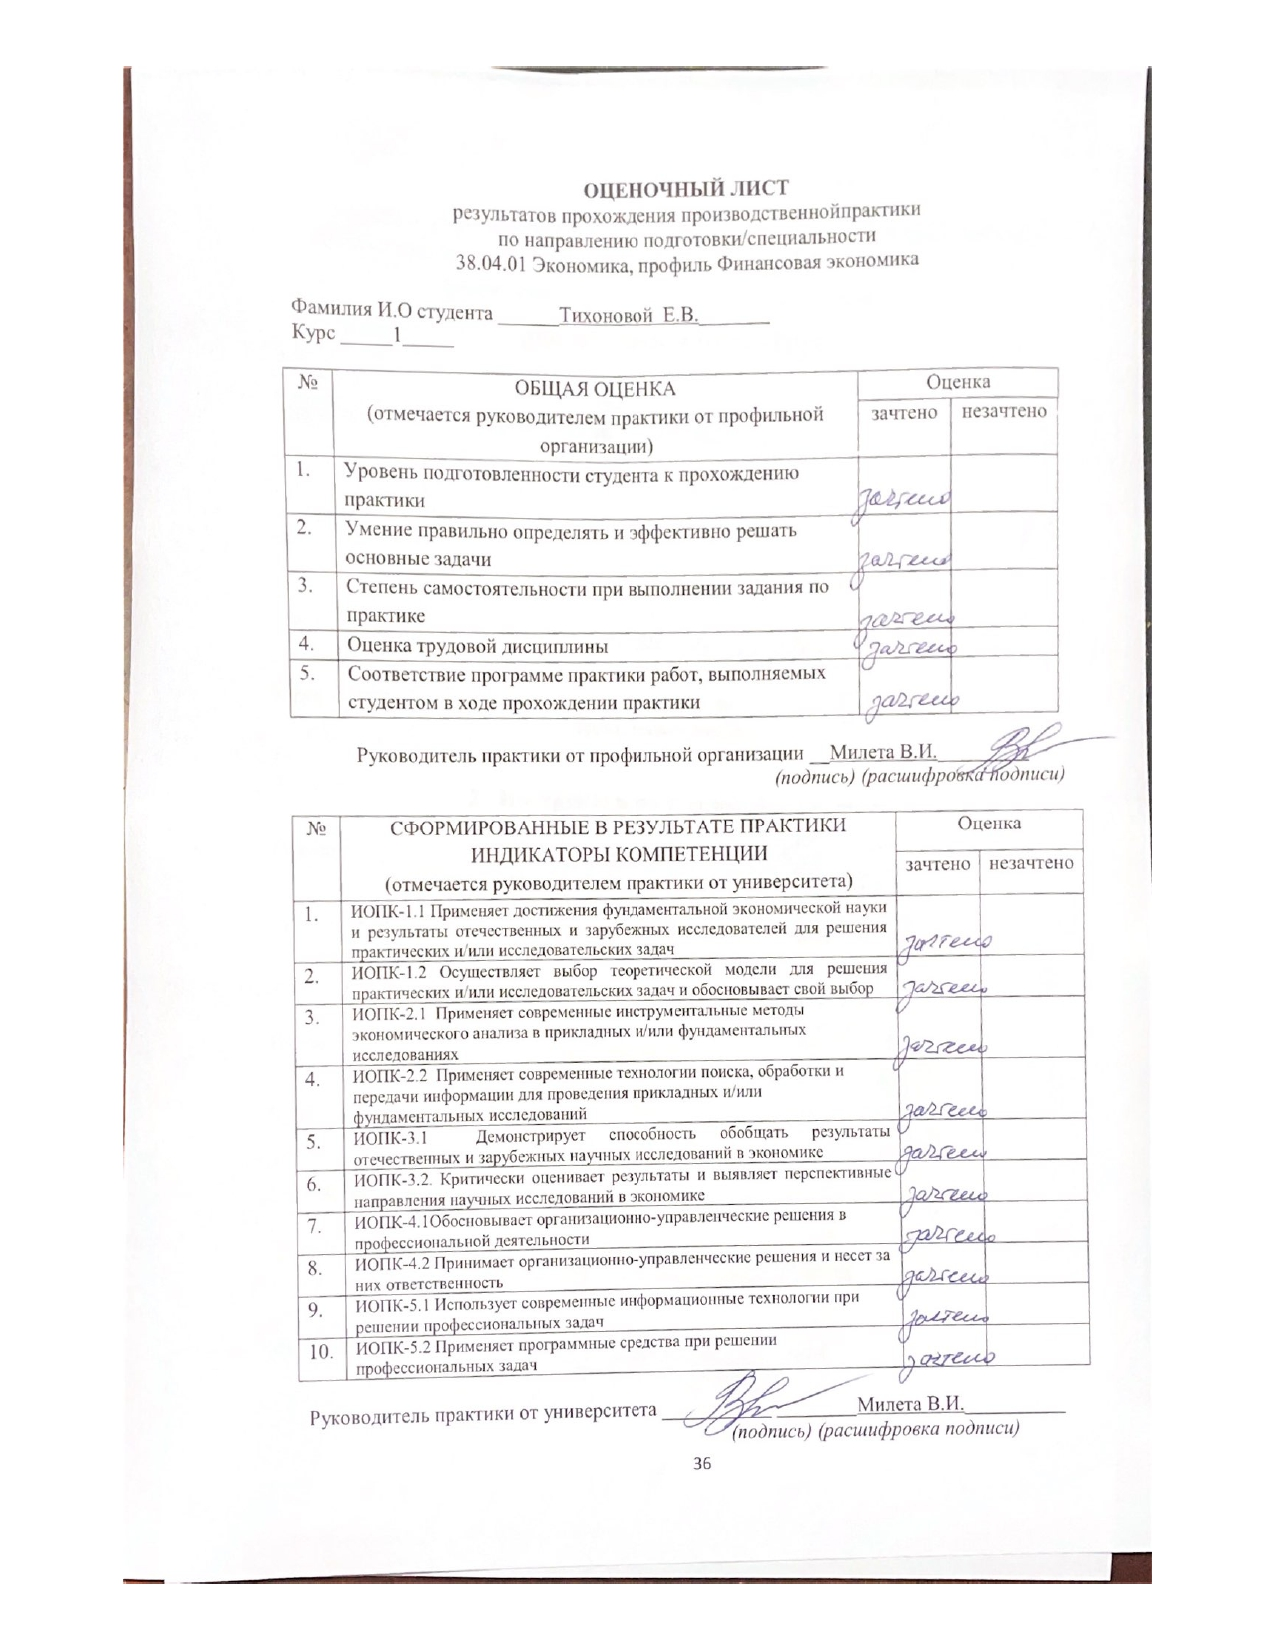 ОЦЕНОЧНЫЙ ЛИСТ
результатов прохождения производственнойпрактики
по направлению подготовки/специальности
38.04.01 Экономика, профиль Финансовая экономика
Фамилия И.О студента ______Тихоновой Е.В._______
Курс _____1_____
№ ОБЩАЯ ОЦЕНКА Оценка
(отмечается руководителем практики от профильной зачтено незачтено
организации)
1. Уровень подготовленности студента к прохождению
практики зачтено
2. Умение правильно определять и эффективно решать
основные задачи зачтено
3. Степень самостоятельности при выполнении задания по
практике зачтено
4. Оценка трудовой дисциплины зачтено
5. Соответствие программе практики работ, выполняемых
студентом в ходе прохождении практики зачтено
Руководитель практики от профильной организации __Милета В.И.________
(подпись) (расшифровка подписи)
№ СФОРМИРОВАННЫЕ В РЕЗУЛЬТАТЕ ПРАКТИКИ Оценка
ИНДИКАТОРЫ КОМПЕТЕНЦИИ зачтено незачтено
(отмечается руководителем практики от университета)
1. ИОПК-1.1 Применяет достижения фундаментальной экономической науки
и результаты отечественных и зарубежных исследователей для решения
практических и/или исследовательских задач зачтено
2. ИОПК-1.2 Осуществляет выбор теоретической модели для решения
практических и/или исследовательских задач и обосновывает свой выбор зачтено
3. ИОПК-2.1 Применяет современные инструментальные методы
экономического анализа в прикладных и/или фундаментальных
исследованиях зачтено
4. ИОПК-2.2 Применяет современные технологии поиска, обработки и
передачи информации для проведения прикладных и/или
фундаментальных исследований зачтено
5. ИОПК-3.1 Демонстрирует способность обобщать результаты
отечественных и зарубежных научных исследований в экономике зачтено
6. ИОПК-3.2. Критически оценивает результаты и выявляет перспективные
направления научных исследований в экономике зачтено
7. ИОПК-4.1Обосновывает организационно-управленческие решения в
профессиональной деятельности зачтено
8. ИОПК-4.2 Принимает организационно-управленческие решения и несет за
них ответственность зачтено
9. ИОПК-5.1 Использует современные информационные технологии при
решении профессиональных задач зачтено
10. ИОПК-5.2 Применяет программные средства при решении
профессиональных задач зачтено
Руководитель практики от университета ___________ ________Милета В.И.__________
(подпись) (расшифровка подписи)
36